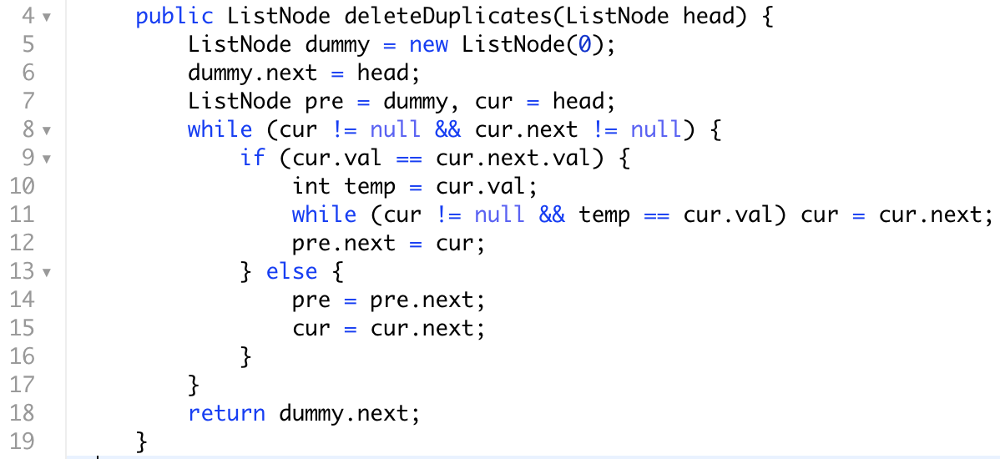 4 public ListNode deleteDuplicates(ListNode head) {
5 ListNode dummy = new ListNode(0);
6 dummy.next = head;
7 ListNode pre = dummy, cur = head;
8 while (cur != null && cur.next != null) {
9 if (cur.val == cur.next.val) {
10 int temp = cur.val;
11 while (cur != null && temp == cur.val) cur = cur.next;
12 pre.next = cur;
13 } else {
14 pre = pre.next;
15 cur = cur.next;
16 }
17 }
18 return dummy.next;
19 }